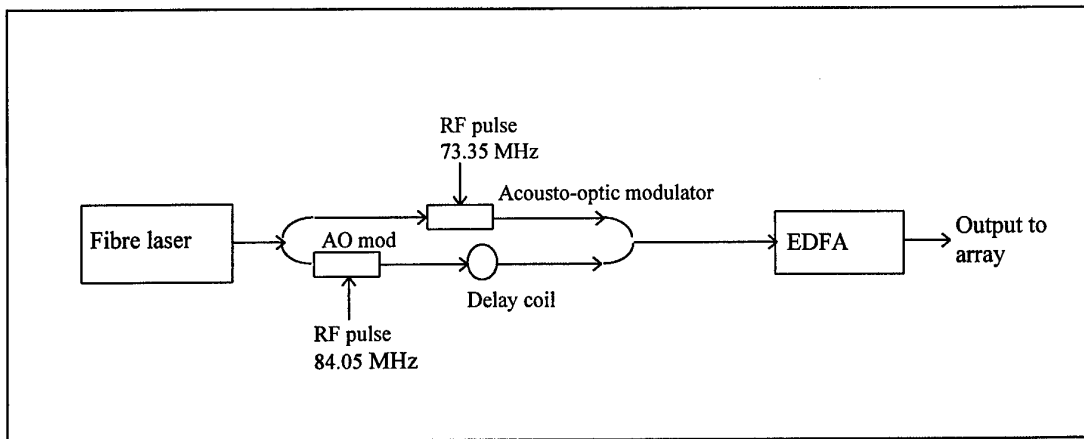 RF pulse
73.35 MHz
Acousto-optic modulator
Fibre laser
AO mod
Delay coil
RF pulse
84.05 MHz
EDFA
Output to
array